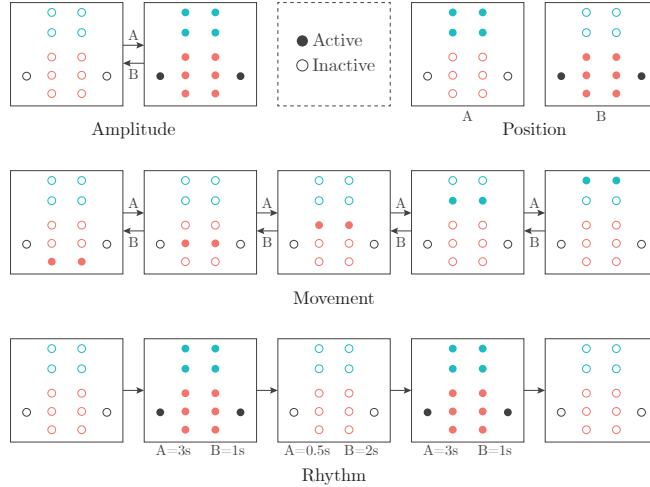 A
B
Active
Inactive
Amplitude
A
B
Position
A
B
A
B
A
B
A
B
Movement
A=3s B=1s
A=0.5s B=2s
A=3s B=1s
Rhythm